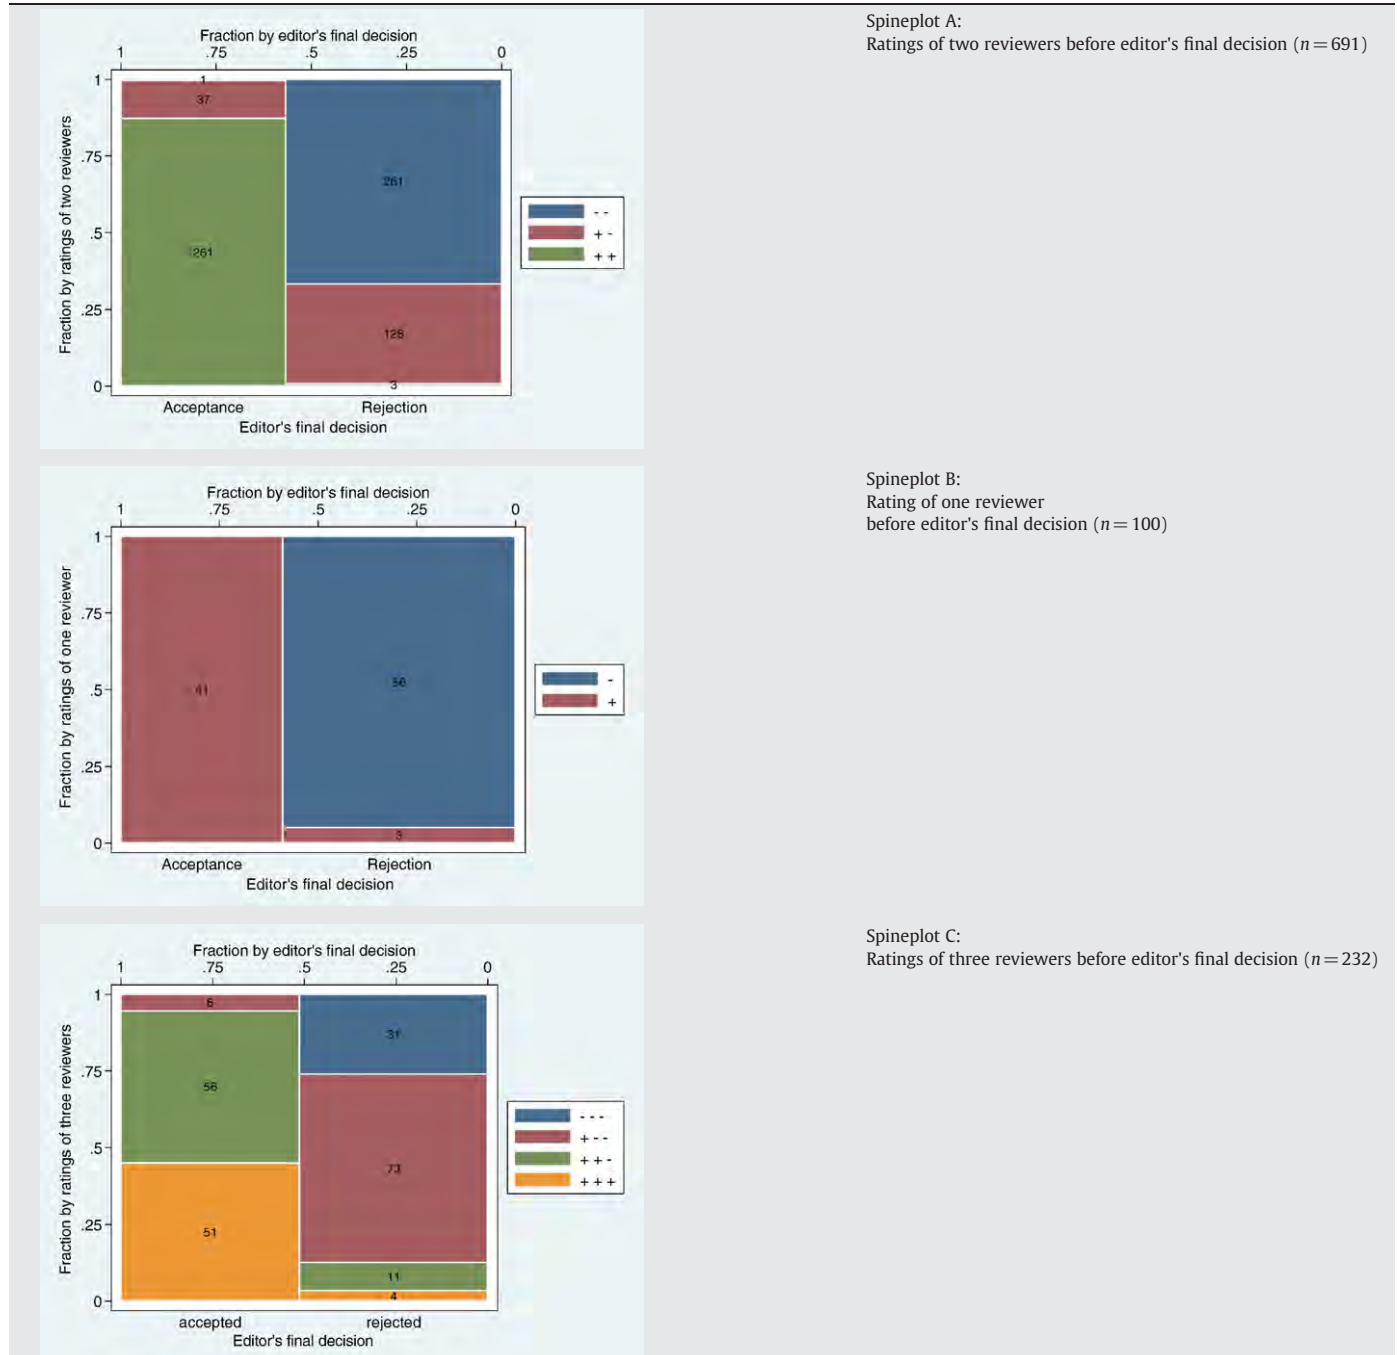 Fraction by editor's final decision
1 .75 .5 .25 0
Fraction by ratings of two reviewers
1
.75
.5
.25
0
1
37
261
261
128
3
- -
+ -
+ +
Acceptance Rejection
Editor's final decision
Spineplot A:
Ratings of two reviewers before editor's final decision (n = 691)
Fraction by editor's final decision
1 .75 .5 .25 0
Fraction by ratings of one reviewer
1
.75
.5
.25
0
41
56
3
-
+
Acceptance Rejection
Editor's final decision
Spineplot B:
Rating of one reviewer
before editor's final decision (n = 100)
Fraction by editor's final decision
1 .75 .5 .25 0
Fraction by ratings of three reviewers
1
.75
.5
.25
0
6
56
51
31
73
11
4
- - -
+ - -
+ + -
+ + +
accepted rejected
Editor's final decision
Spineplot C:
Ratings of three reviewers before editor's final decision (n = 232)